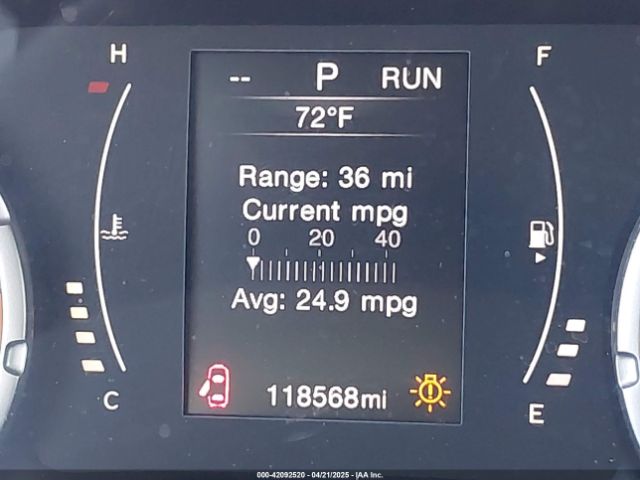 H
F
-- P RUN
72°F
Range: 36 mi
Current mpg
0 20 40
Avg: 24.9 mpg
118568mi
C
E
000-42092520 - 04/21/2025 - IAA Inc.